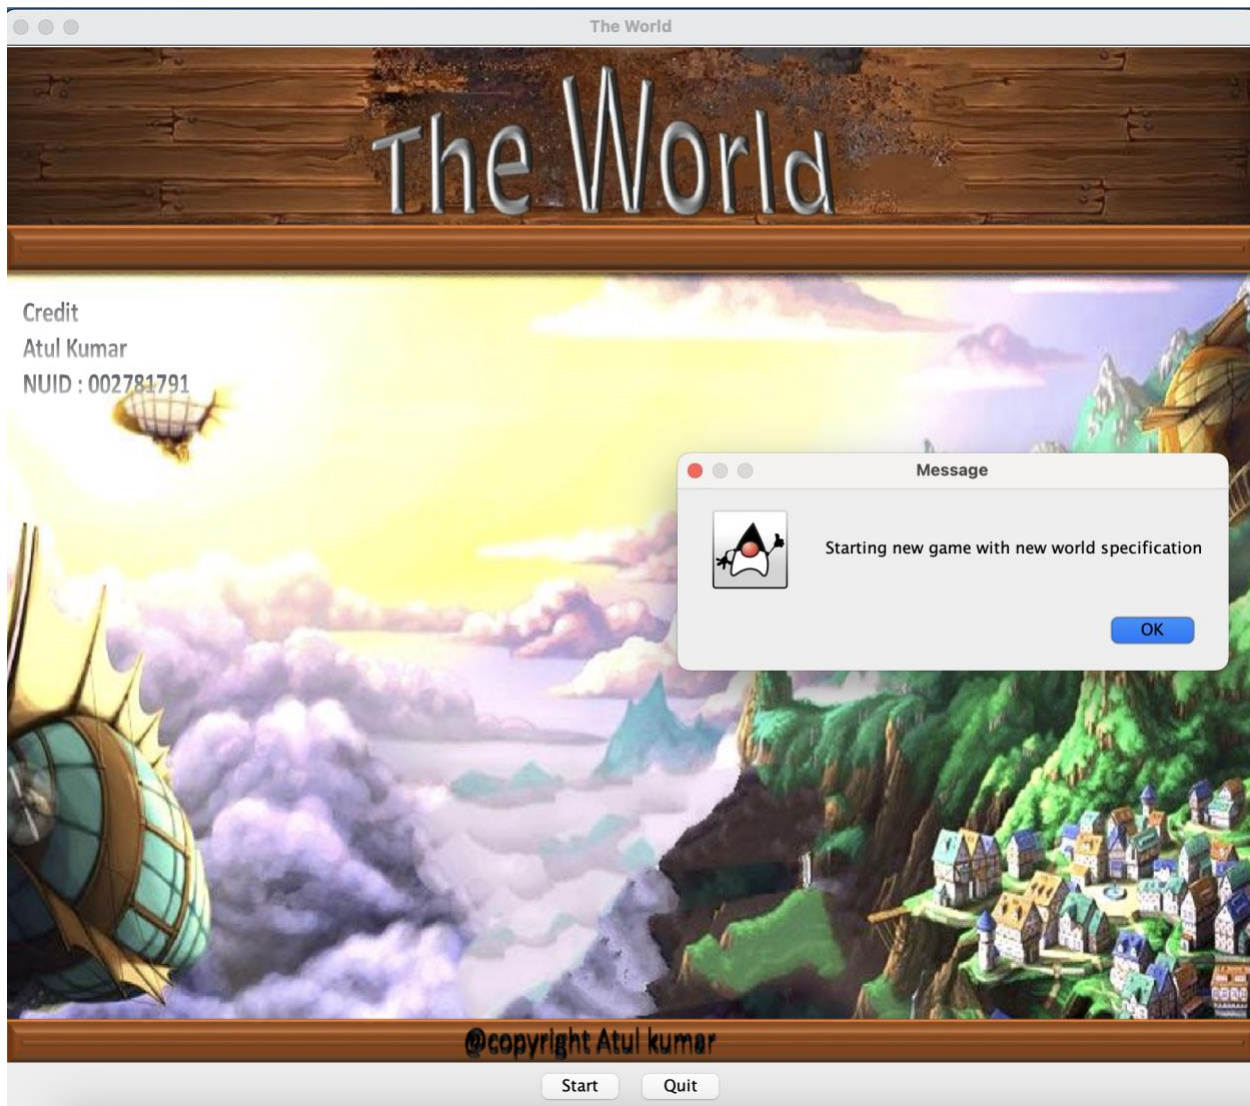 The World
The World
Credit
Atul Kumar
NUID : 002781791
Message
Starting new game with new world specification
OK
@copyright Atul kumar
Start Quit